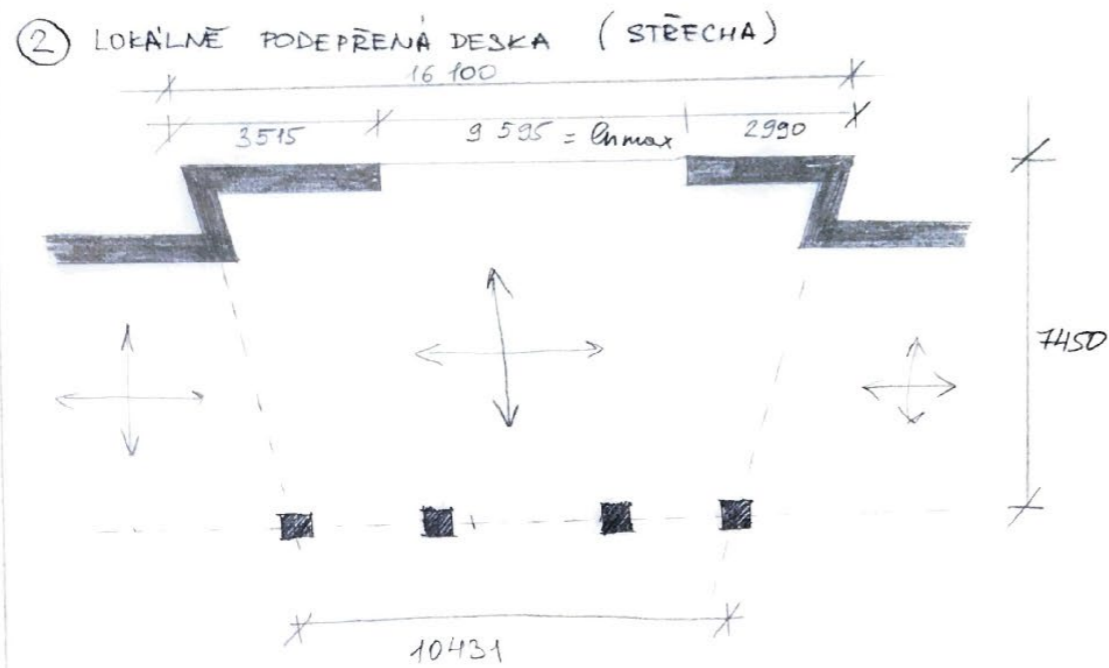 ② LOKÁLNĚ PODEPŘENÁ DESKA (STŘECHA)
16 100
3515 9 595 = lnmax 2990
7450
10431